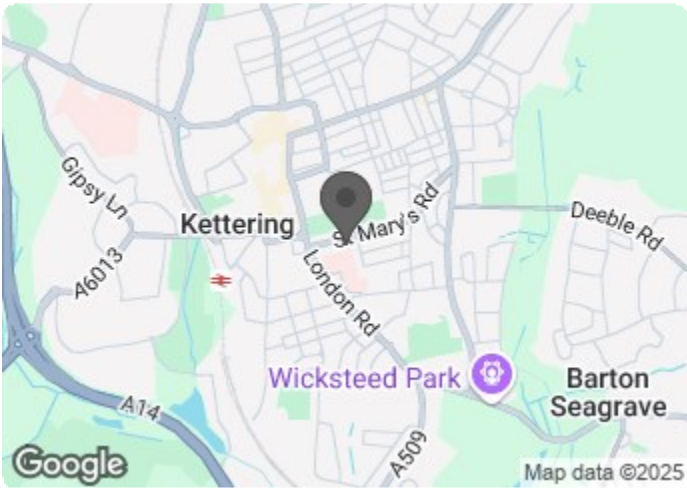 Gipsy Ln
St Mary's Rd
Deeble Rd
Kettering
A6013
London Rd
Wicksteed Park
Barton
Seagrave
A14
A509
Google
Map data ©2025